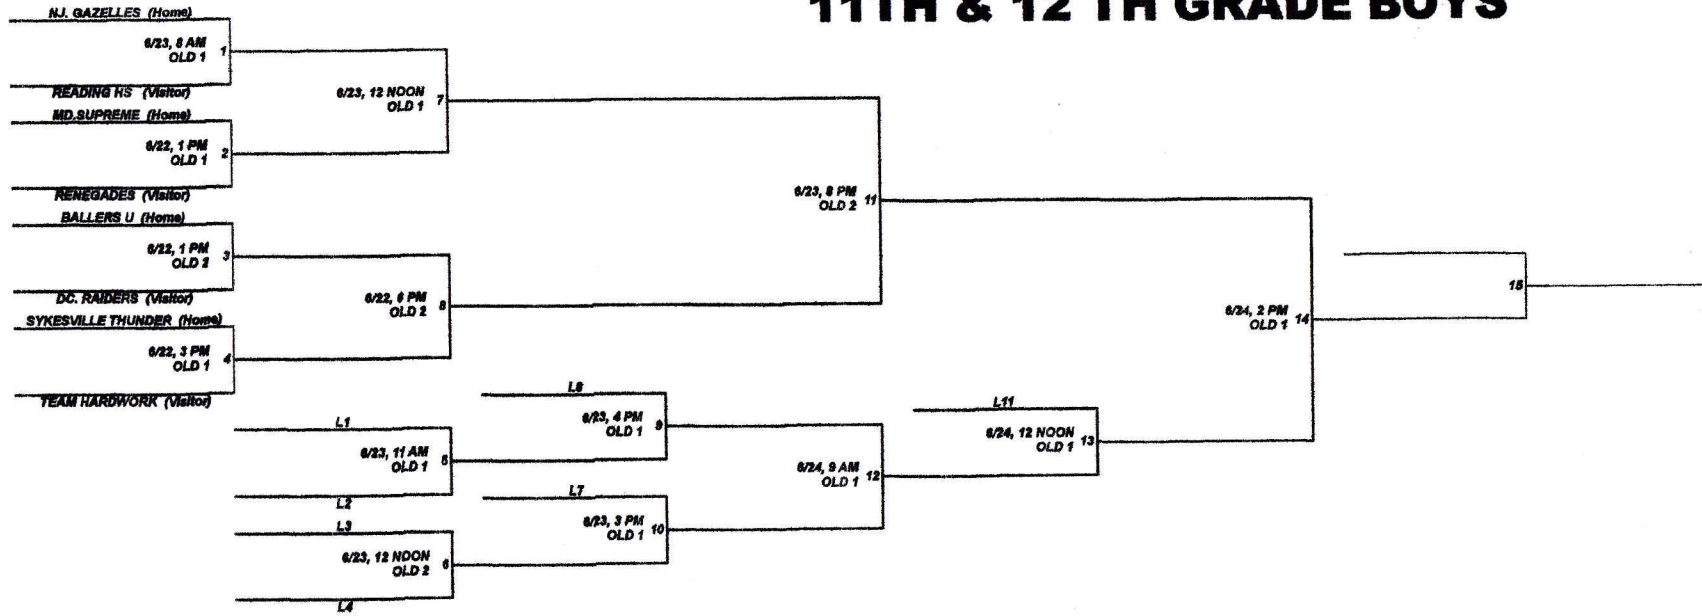 11TH & 12 TH GRADE BOYS
NJ. GAZELLES (Home)
6/23, 8 AM
OLD 1 1
READING HS (Visitor)
MD.SUPREME (Home)
6/22, 1 PM
OLD 1 2
RENEGADES (Visitor)
BALLERS U (Home)
6/22, 1 PM
OLD 2 3
DC. RAIDERS (Visitor)
SYKESVILLE THUNDER (Home)
6/22, 3 PM
OLD 1 4
TEAM HARDWORK (Visitor)
6/23, 12 NOON
OLD 1 7
6/22, 6 PM
OLD 2 8
6/23, 8 PM
OLD 2 11
L1
6/23, 11 AM
OLD 1 5
L2
L3
6/23, 12 NOON
OLD 2 6
L4
L8
6/23, 4 PM
OLD 1 9
L7
6/23, 3 PM
OLD 1 10
6/24, 9 AM
OLD 1 12
L11
6/24, 12 NOON
OLD 1 13
6/24, 2 PM
OLD 1 14
15